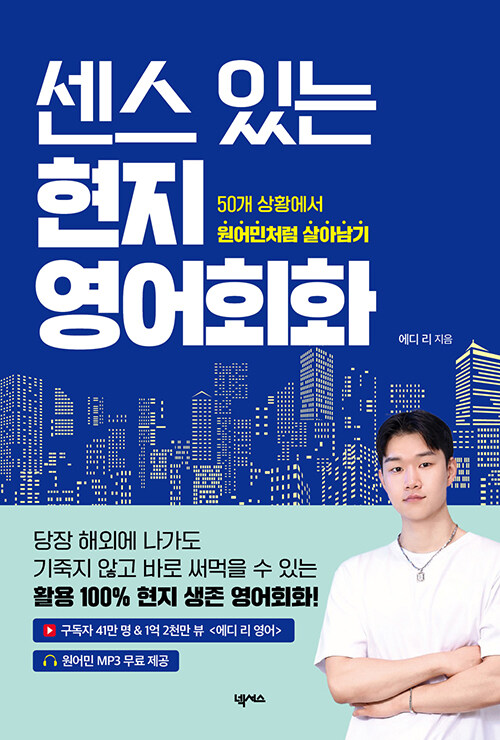 센스 있는
현지
50개 상황에서
원어민처럼 살아남기
영어회화
에디 리 지음
당장 해외에 나가도
기죽지 않고 바로 써먹을 수 있는
활용 100% 현지 생존 영어회화!
구독자 41만 명 & 1억 2천만 뷰 <에디 리 영어>
원어민 MP3 무료 제공
넥서스